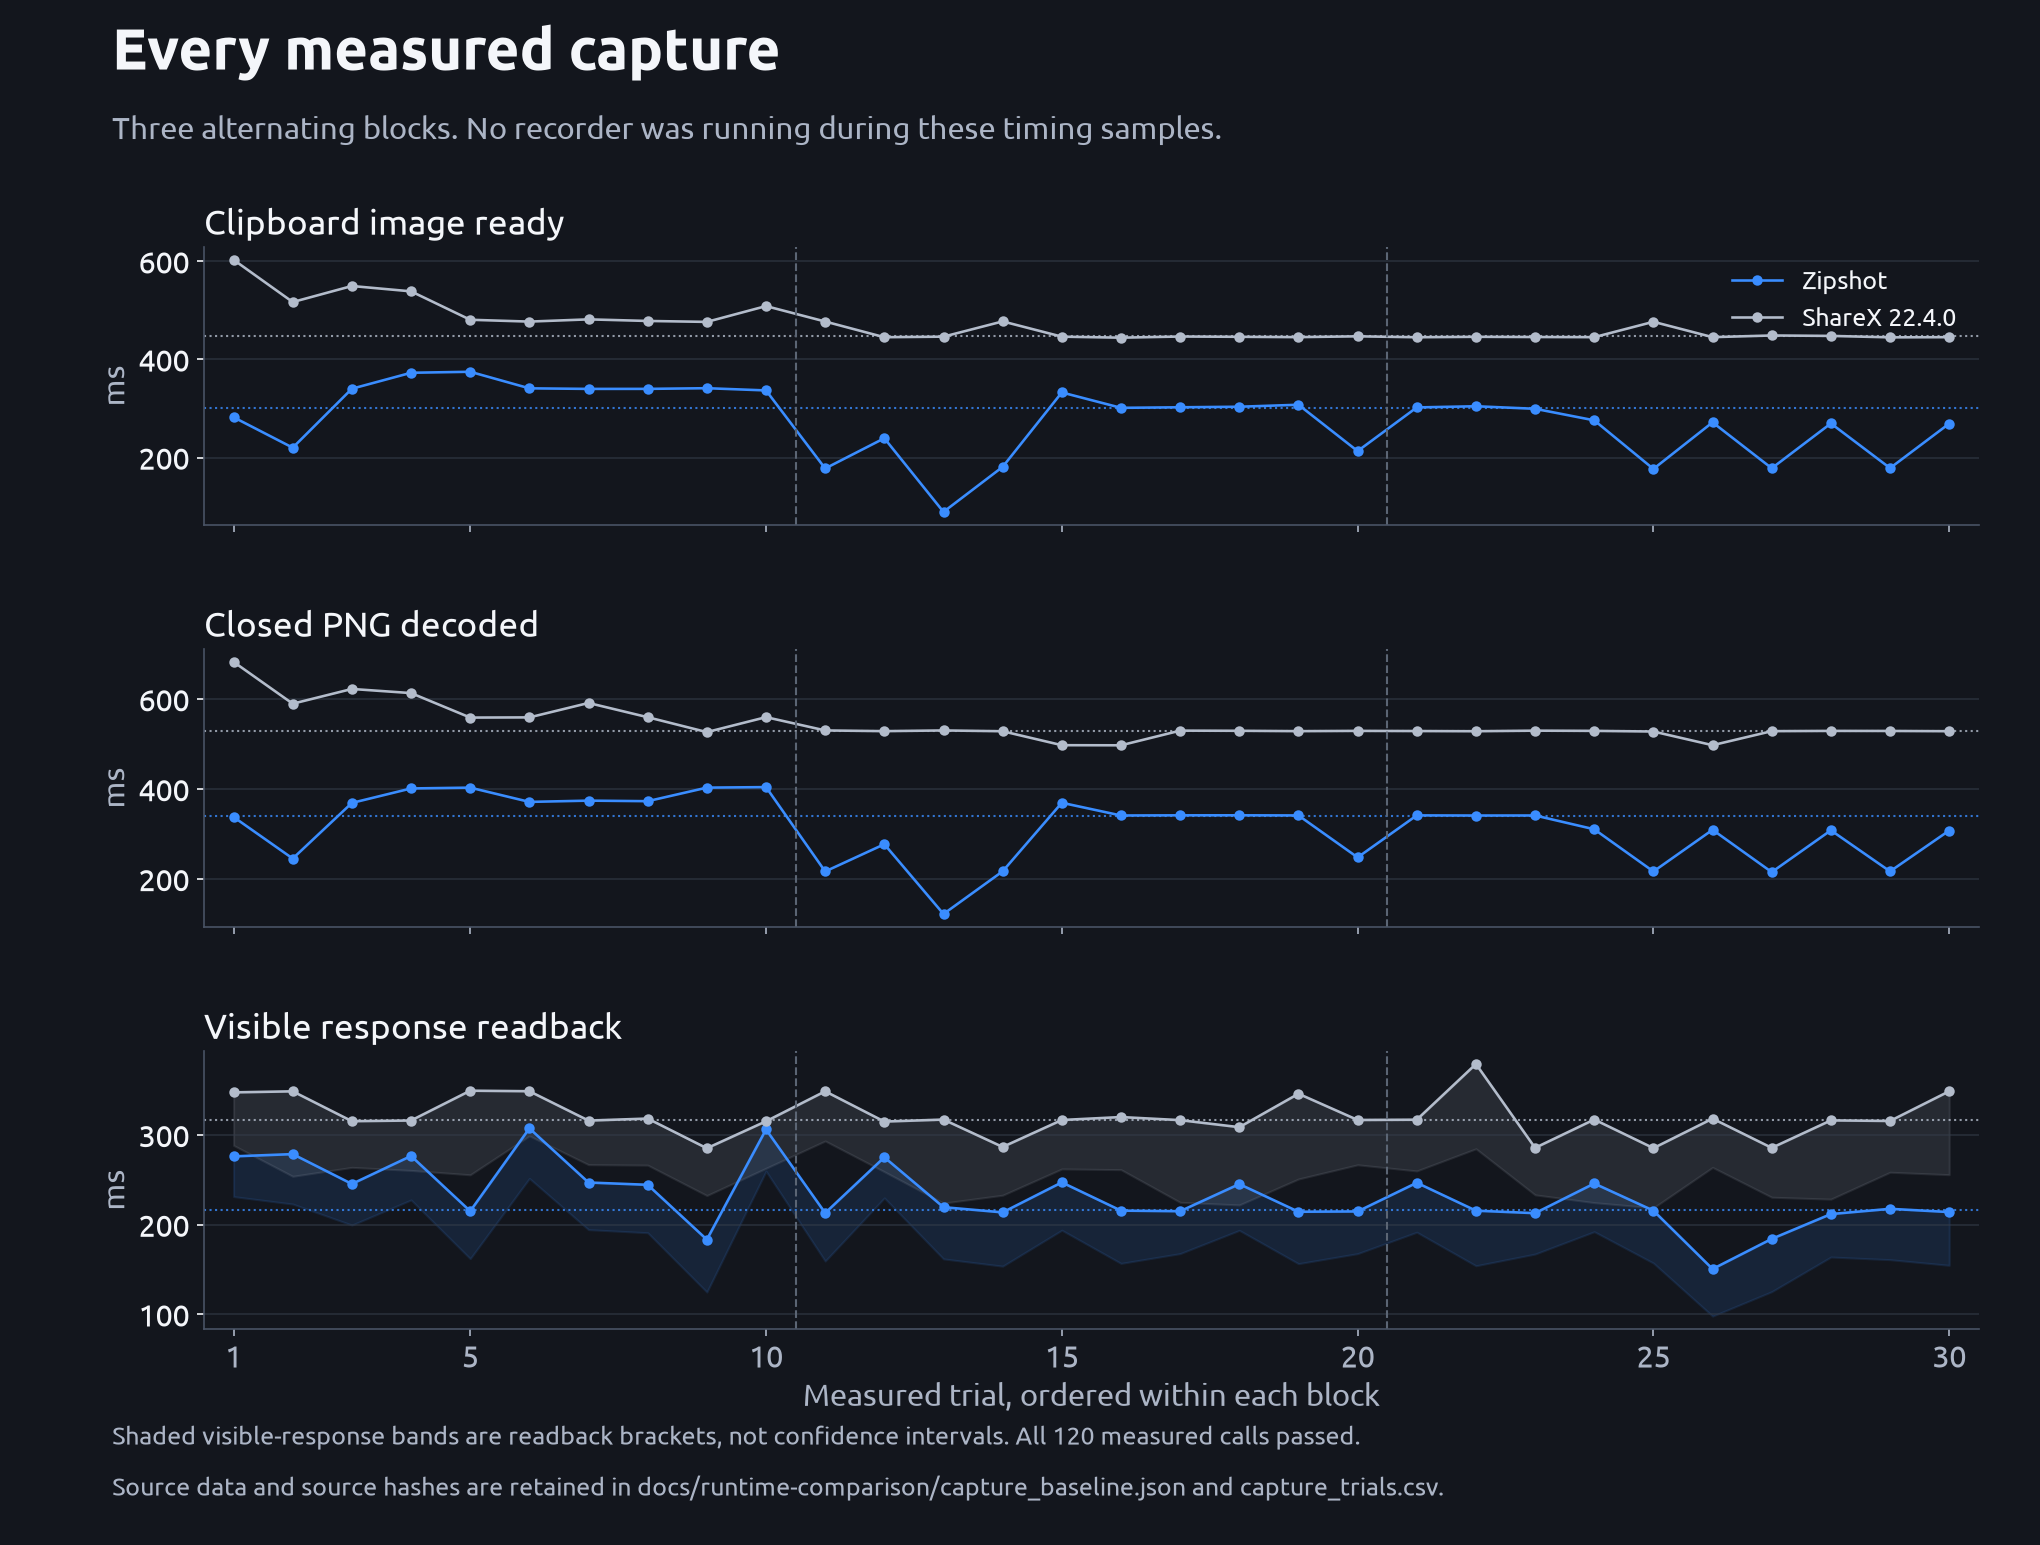 Every measured capture
Three alternating blocks. No recorder was running during these timing samples.
Clipboard image ready
600
400
200
ms
Zipshot
ShareX 22.4.0
Closed PNG decoded
600
400
200
ms
Visible response readback
300
200
100
ms
1 5 10 15 20 25 30
Measured trial, ordered within each block
Shaded visible-response bands are readback brackets, not confidence intervals. All 120 measured calls passed.
Source data and source hashes are retained in docs/runtime-comparison/capture_baseline.json and capture_trials.csv.